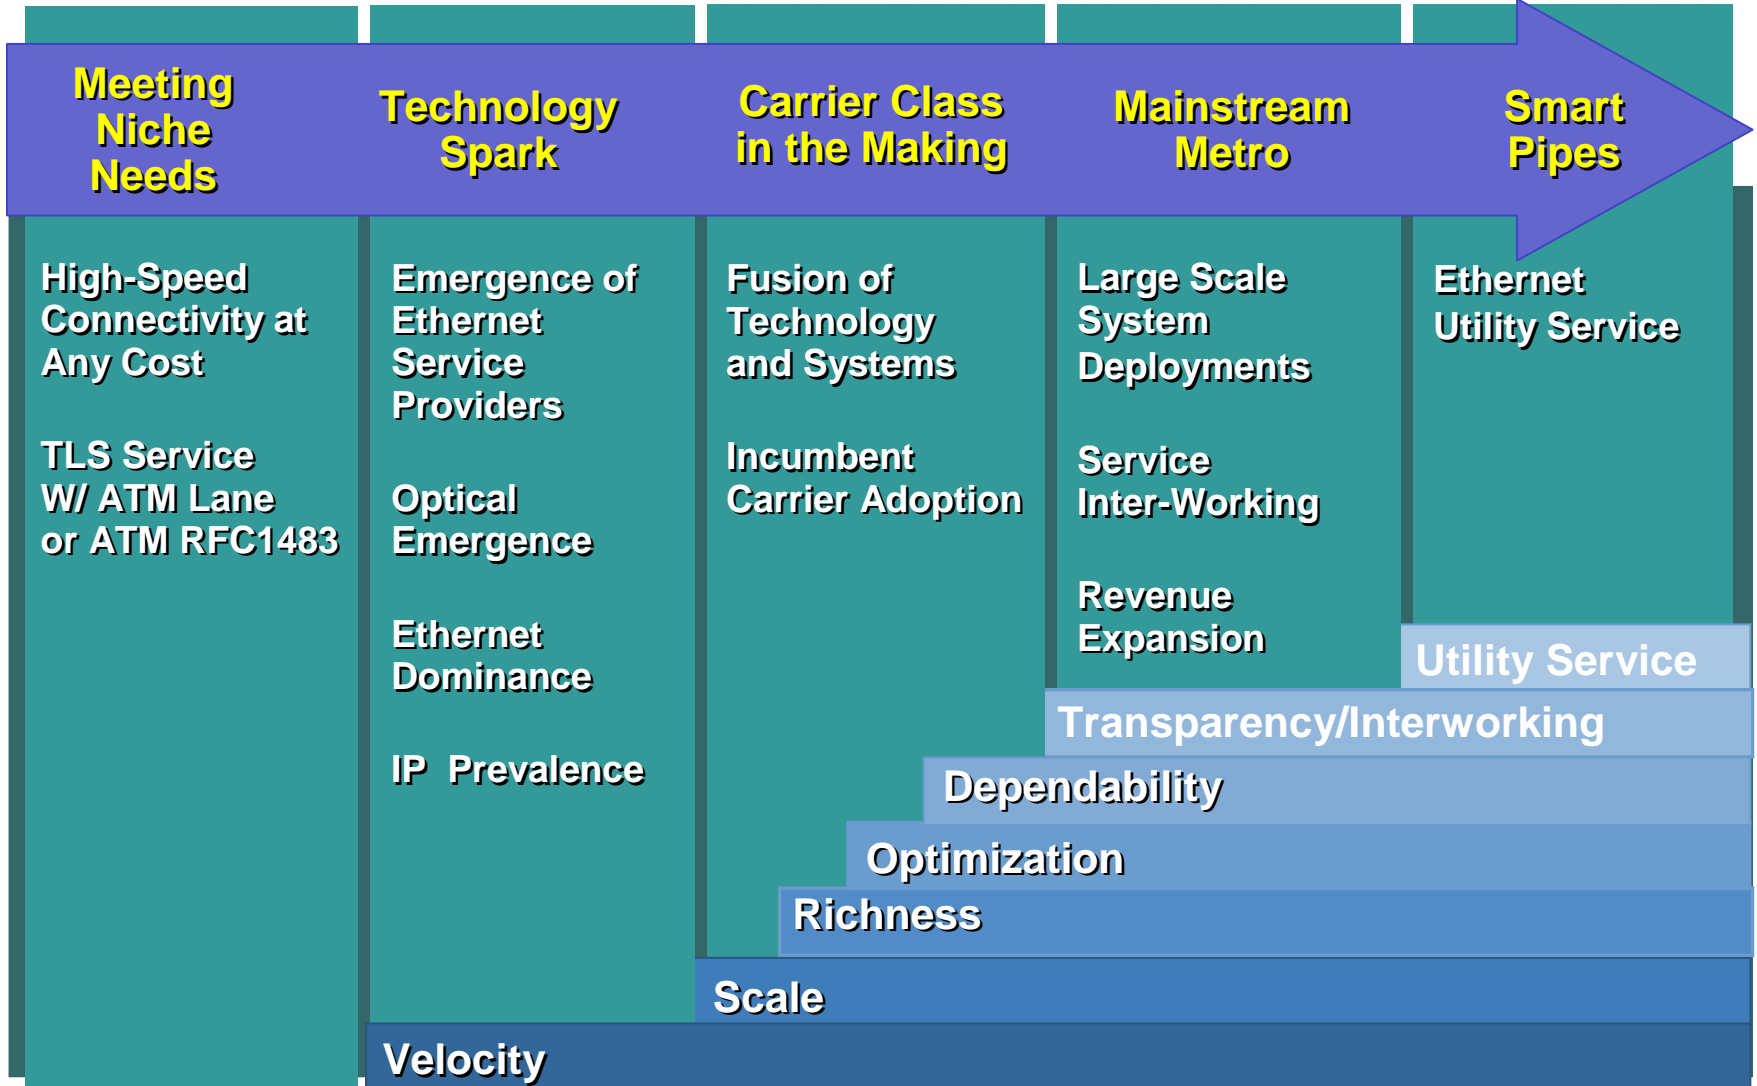 Meeting
Niche
Needs
Technology
Spark
Carrier Class
in the Making
Mainstream
Metro
Smart
Pipes
High-Speed
Connectivity at
Any Cost
TLS Service
W/ ATM Lane
or ATM RFC1483
Emergence of
Ethernet
Service
Providers
Optical
Emergence
Ethernet
Dominance
IP Prevalence
Fusion of
Technology
and Systems
Incumbent
Carrier Adoption
Large Scale
System
Deployments
Service
Inter-Working
Revenue
Expansion
Ethernet
Utility Service
Utility Service
Transparency/Interworking
Dependability
Optimization
Richness
Scale
Velocity